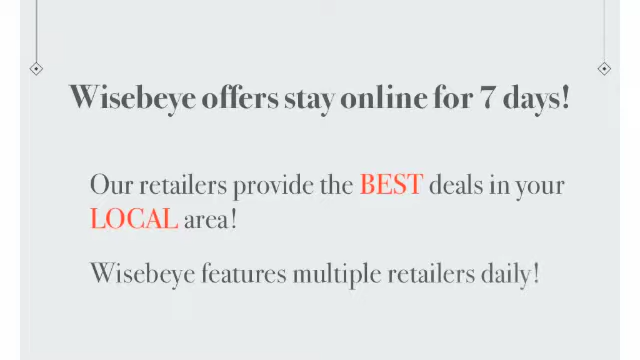 Wisebeye offers stay online for 7 days!
Our retailers provide the BEST deals in your
LOCAL area!
Wisebeye features multiple retailers daily!